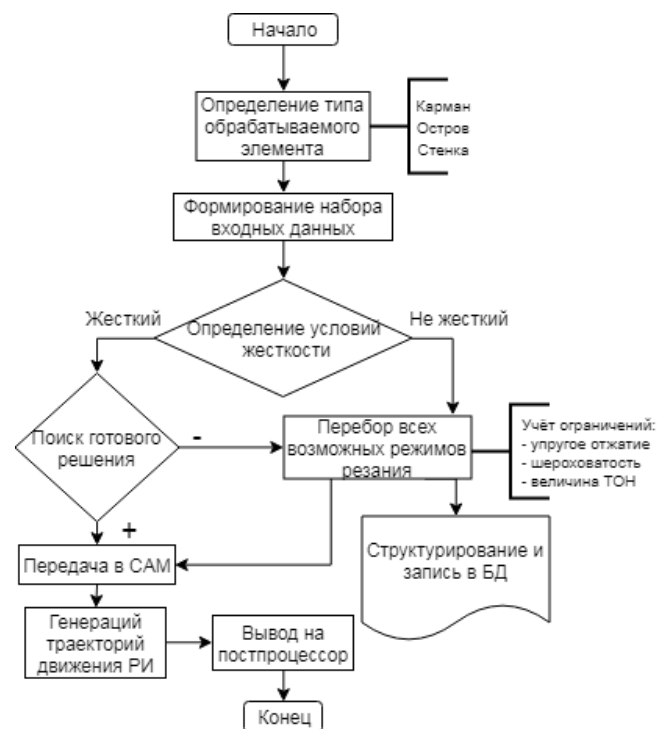 Начало
Определение типа
обрабатываемого
элемента
Карман
Остров
Стенка
Формирование набора
входных данных
Жесткий
Определение условий
жесткости
Не жесткий
Поиск готового
решения
-
Перебор всех
возможных режимов
резания
Учёт ограничений:
- упругое отжатие
- шероховатость
- величина ТОН
+
Передача в САМ
Структурирование и
запись в БД
Генераций
траекторий
движения РИ
Вывод на
постпроцессор
Конец